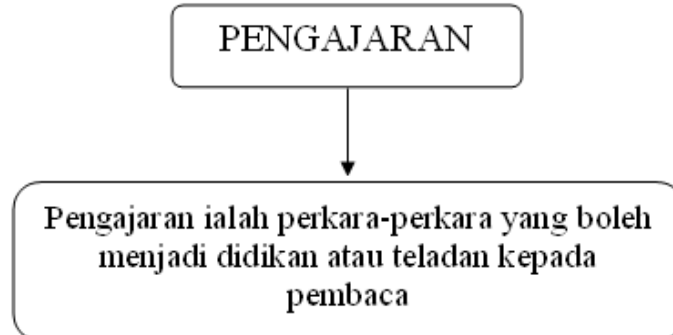 PENGAJARAN
Pengajaran ialah perkara-perkara yang boleh
menjadi didikan atau teladan kepada
pembaca